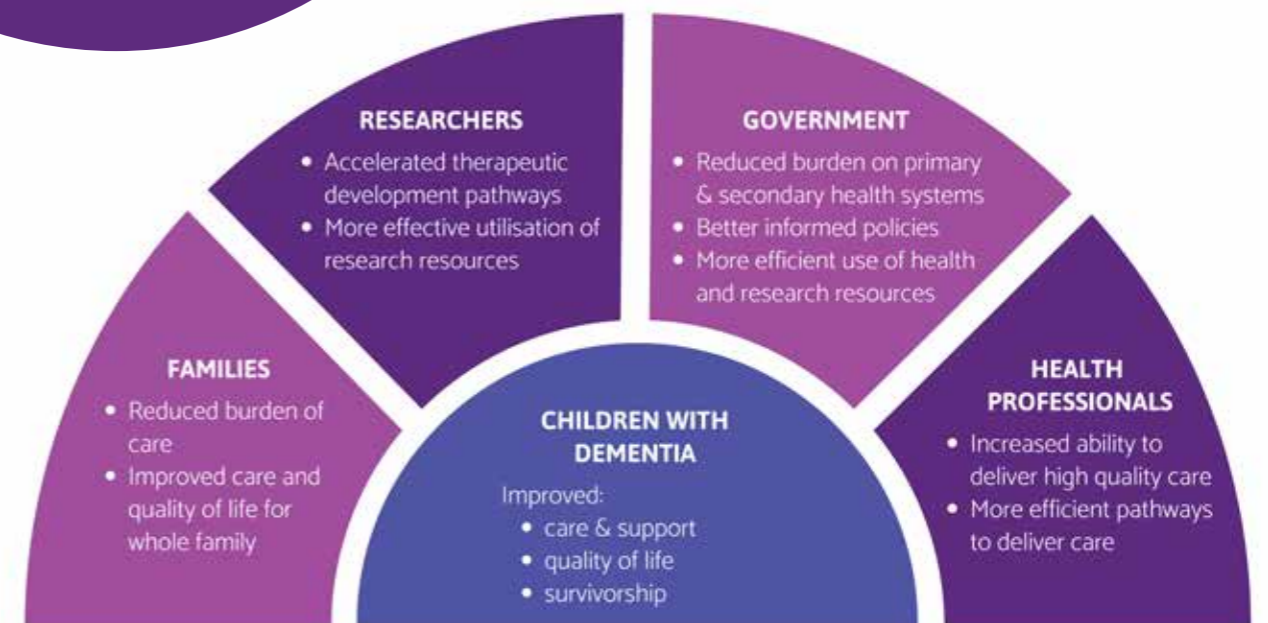 RESEARCHERS
• Accelerated therapeutic
development pathways
• More effective utilisation of
research resources
GOVERNMENT
• Reduced burden on primary
& secondary health systems
• Better informed policies
• More efficient use of health
and research resources
FAMILIES
• Reduced burden of
care
• Improved care and
quality of life for
whole family
CHILDREN WITH
DEMENTIA
Improved:
• care & support
• quality of life
• survivorship
HEALTH
PROFESSIONALS
• Increased ability to
deliver high quality care
• More efficient pathways
to deliver care